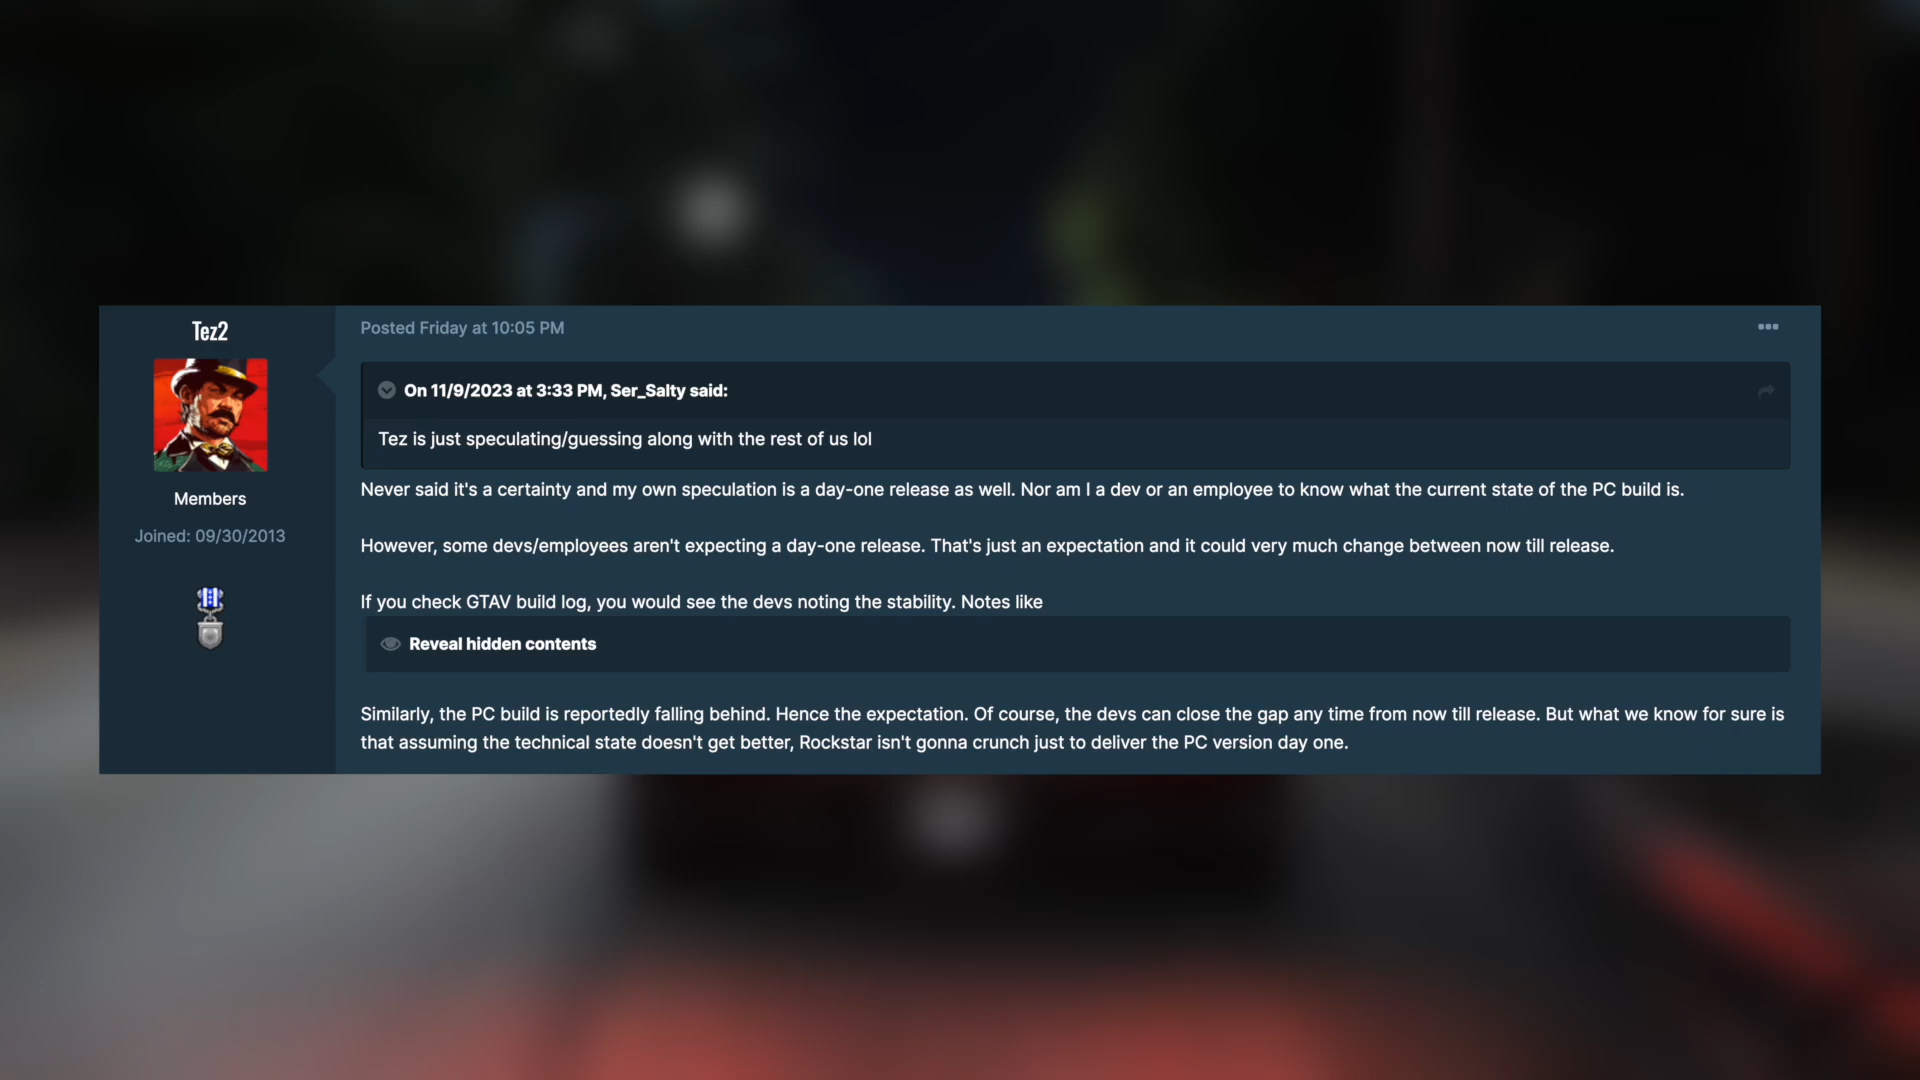 Tez2
Members
Joined: 09/30/2013
Posted Friday at 10:05 PM
On 11/9/2023 at 3:33 PM, Ser_Salty said:
Tez is just speculating/guessing along with the rest of us lol
Never said it's a certainty and my own speculation is a day-one release as well. Nor am I a dev or an employee to know what the current state of the PC build is.
However, some devs/employees aren't expecting a day-one release. That's just an expectation and it could very much change between now till release.
If you check GTAV build log, you would see the devs noting the stability. Notes like
Reveal hidden contents
Similarly, the PC build is reportedly falling behind. Hence the expectation. Of course, the devs can close the gap any time from now till release. But what we know for sure is
that assuming the technical state doesn't get better, Rockstar isn't gonna crunch just to deliver the PC version day one.